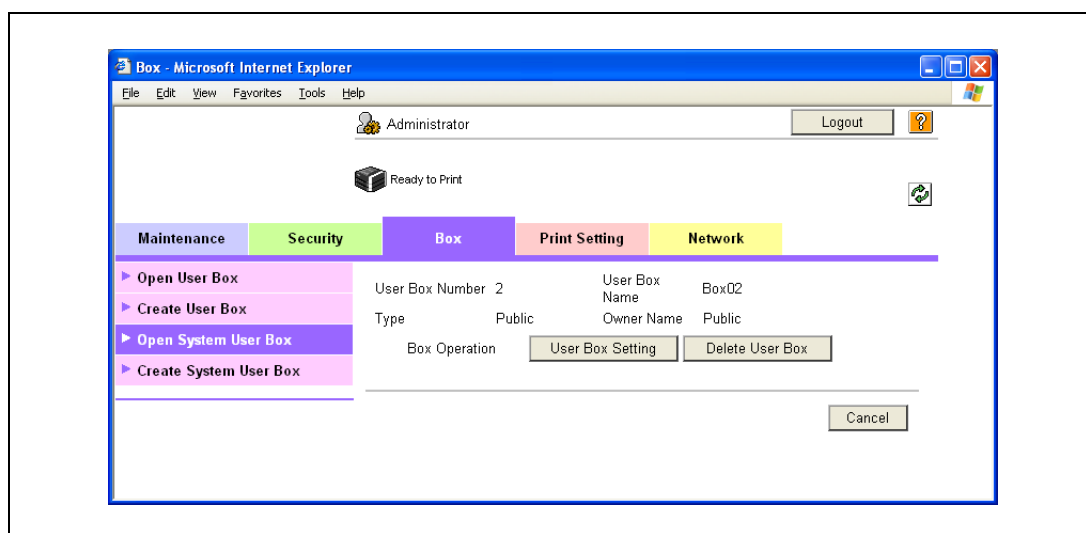 Box - Microsoft Internet Explorer
File Edit View Favorites Tools Help
Administrator Logout ?
Ready to Print
Maintenance Security Box Print Setting Network
Open User Box
Create User Box
Open System User Box
Create System User Box
User Box Number 2 User Box Name Box02
Type Public Owner Name Public
Box Operation User Box Setting Delete User Box
Cancel